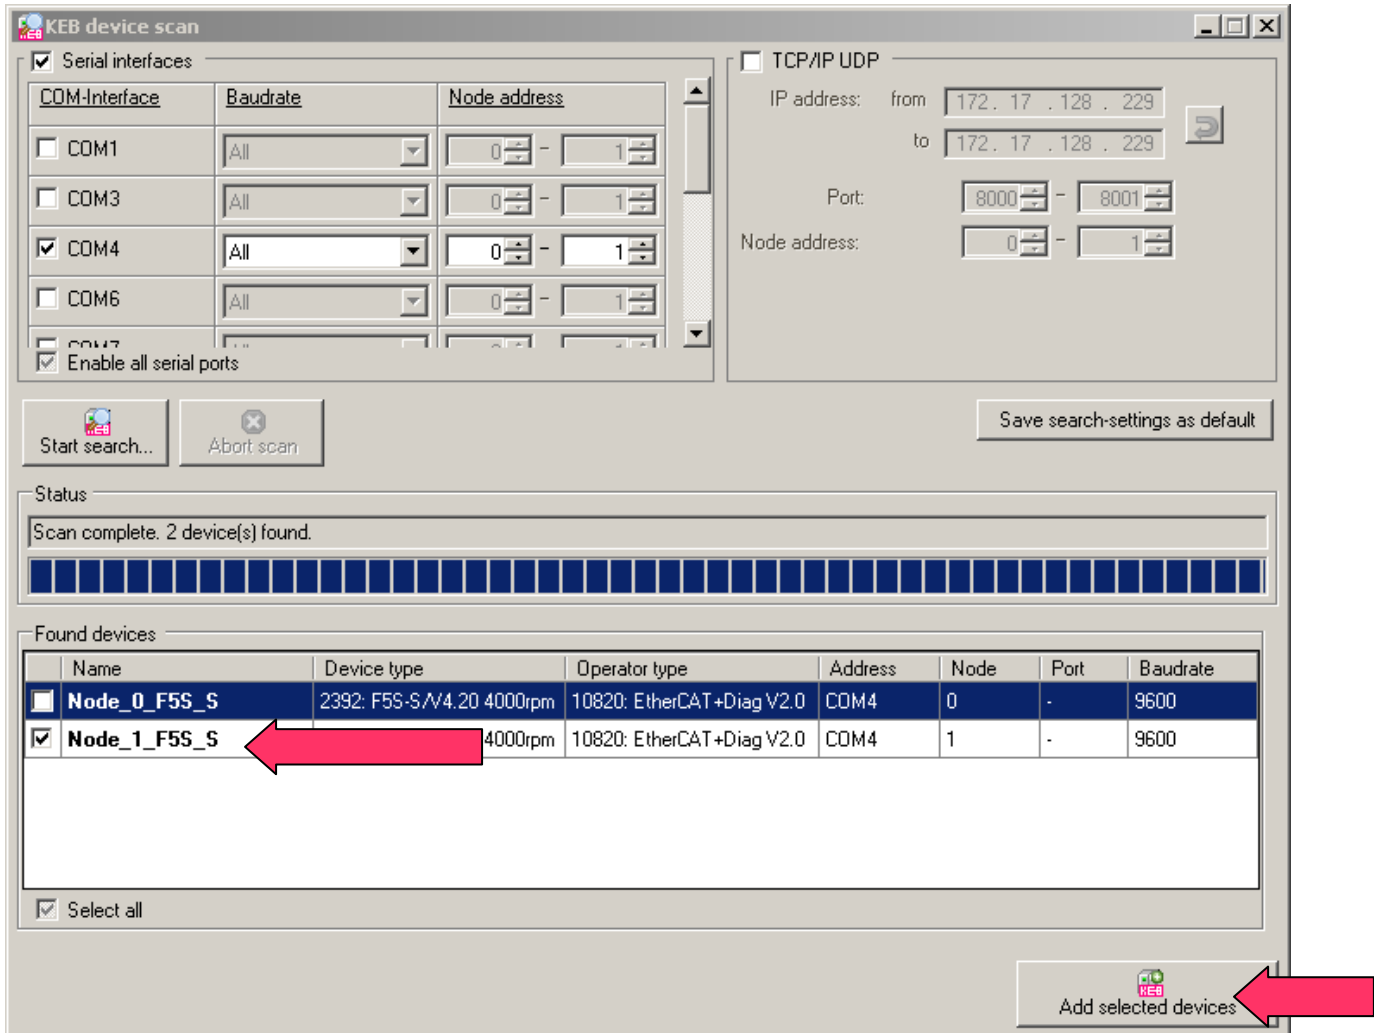 KEB device scan
Serial interfaces
COM-Interface Baudrate Node address
COM1 All 0 - 1
COM3 All 0 - 1
COM4 All 0 - 1
COM6 All 0 - 1
Enable all serial ports
TCP/IP UDP
IP address: from 172 . 17 . 128 . 229
to 172 . 17 . 128 . 229
Port: 8000 - 8001
Node address: 0 - 1
Start search... Abort scan Save search-settings as default
Status
Scan complete. 2 device(s) found.
Found devices
Name Device type Operator type Address Node Port Baudrate
Node_0_F5S_S 2392: F5S-S/V4.20 4000rpm 10820: EtherCAT+Diag V2.0 COM4 0 - 9600
Node_1_F5S_S 4000rpm 10820: EtherCAT+Diag V2.0 COM4 1 - 9600
Select all
KEB
Add selected devices